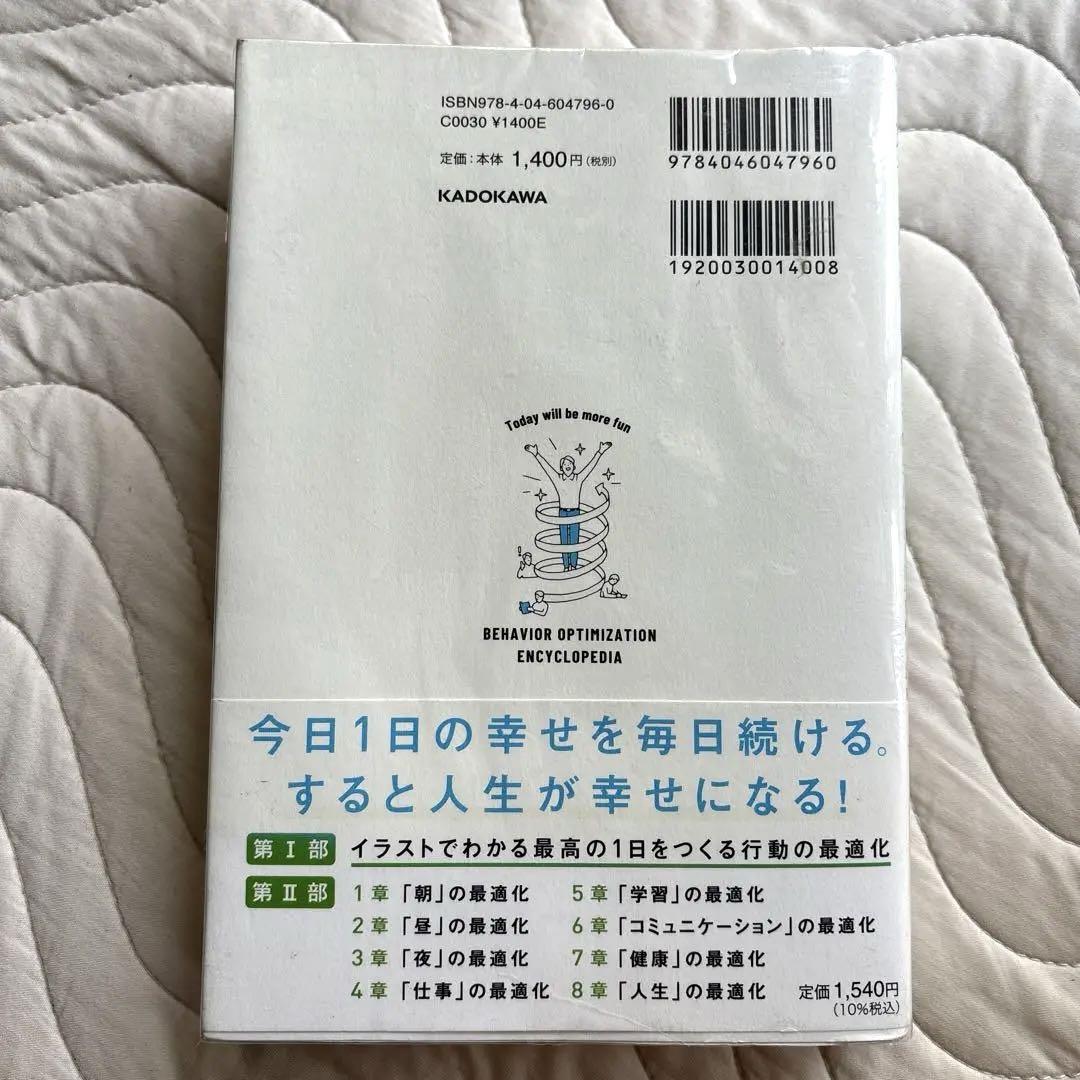 ISBN978-4-04-604796-0
C0030 ¥1400E
定価:本体 1,400円(税別)
KADOKAWA
9784046047960
1920030014008
Today will be more fun
BEHAVIOR OPTIMIZATION
ENCYCLOPEDIA
今日1日の幸せを毎日続ける。
すると人生が幸せになる!
第Ⅰ部 イラストでわかる最高の1日をつくる行動の最適化
第Ⅱ部 1章「朝」の最適化 5章「学習」の最適化
2章「昼」の最適化 6章「コミュニケーション」の最適化
3章「夜」の最適化 7章「健康」の最適化
4章「仕事」の最適化 8章「人生」の最適化
定価1,540円
(10%税込)